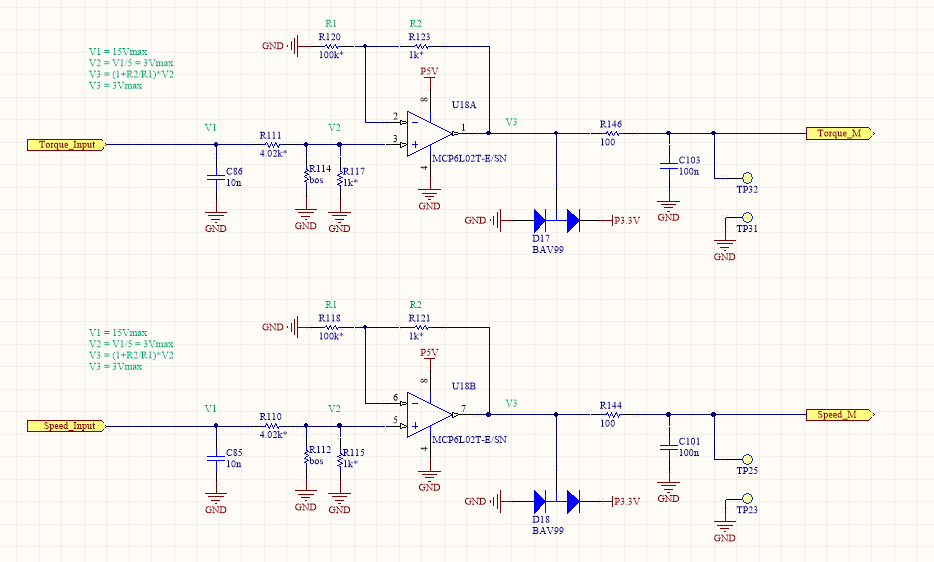 R1
R2
GND
R120
R123
100k*
1k*
V1 = 15Vmax
V2 = V1/5 = 3Vmax
V3 = (1+R2/R1)*V2
V3 = 3Vmax
P5V
8
U18A
V1
V2
2
3
1
V3
R146
100
Torque_Input
R111
4.02k*
Torque_M
MCP6L02T-E/SN
C86
10n
R114
bos
R117
1k*
4
C103
100n
TP32
GND
GND
GND
GND
GND
GND
P3.3V
TP31
D17
BAV99
GND
R1
R2
GND
R118
R121
100k*
1k*
V1 = 15Vmax
V2 = V1/5 = 3Vmax
V3 = (1+R2/R1)*V2
V3 = 3Vmax
P5V
8
U18B
V1
V2
6
5
7
V3
R144
100
Speed_Input
R110
4.02k*
Speed_M
MCP6L02T-E/SN
C85
10n
R112
bos
R115
1k*
4
C101
100n
TP25
GND
GND
GND
GND
GND
GND
P3.3V
TP23
D18
BAV99
GND